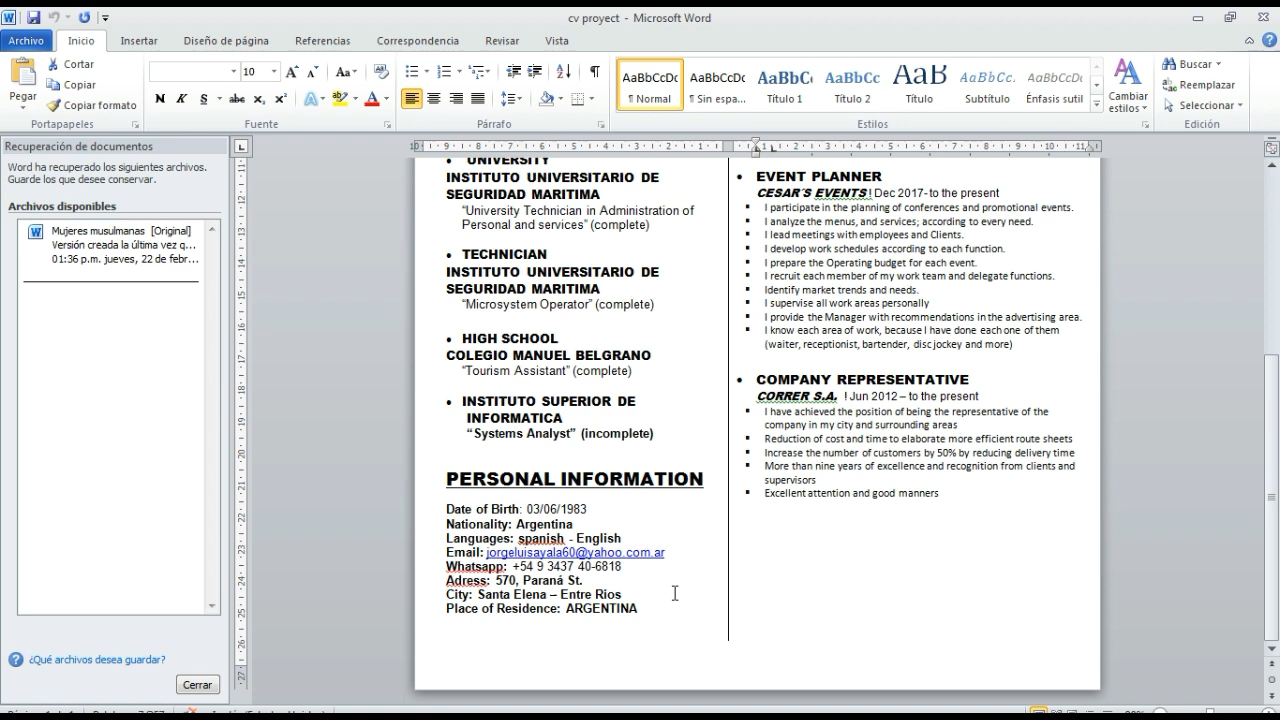 cv proyect - Microsoft Word
Archivo Inicio Insertar Diseño de página Referencias Correspondencia Revisar Vista
Pegar
Cortar
Copiar
Copiar formato
Portapapeles
10
Fuente
Párrafo
AaBbCcDc
¶ Normal
AaBbCcDc
¶ Sin espa...
AaBbC
Título 1
AaBbCc
Título 2
AaB
Título
AaBbCc.
Subtítulo
AaBbCcDc
Énfasis sutil
Cambiar estilos
Estilos
Buscar
Reemplazar
Seleccionar
Edición
Recuperación de documentos
Word ha recuperado los siguientes archivos.
Guarde los que desee conservar.
Archivos disponibles
Mujeres musulmanas [Original]
Versión creada la última vez q...
01:36 p.m. jueves, 22 de febr...
¿Qué archivos desea guardar?
Cerrar
• UNIVERSITY
INSTITUTO UNIVERSITARIO DE
SEGURIDAD MARITIMA
“University Technician in Administration of
Personal and services” (complete)
• TECHNICIAN
INSTITUTO UNIVERSITARIO DE
SEGURIDAD MARITIMA
“Microsystem Operator” (complete)
• HIGH SCHOOL
COLEGIO MANUEL BELGRANO
“Tourism Assistant” (complete)
• INSTITUTO SUPERIOR DE
INFORMATICA
“Systems Analyst” (incomplete)
PERSONAL INFORMATION
Date of Birth: 03/06/1983
Nationality: Argentina
Languages: spanish - English
Email: jorgeluisayala60@yahoo.com.ar
Whatsapp: +54 9 3437 40-6818
Adress: 570, Paraná St.
City: Santa Elena – Entre Rios
Place of Residence: ARGENTINA
• EVENT PLANNER
CESAR´S EVENTS ! Dec 2017- to the present
▪ I participate in the planning of conferences and promotional events.
▪ I analyze the menus, and services; according to every need.
▪ I lead meetings with employees and Clients.
▪ I develop work schedules according to each function.
▪ I prepare the Operating budget for each event.
▪ I recruit each member of my work team and delegate functions.
▪ Identify market trends and needs.
▪ I supervise all work areas personally
▪ I provide the Manager with recommendations in the advertising area.
▪ I know each area of work, because I have done each one of them
(waiter, receptionist, bartender, disc jockey and more)
• COMPANY REPRESENTATIVE
CORRER S.A. ! Jun 2012 – to the present
▪ I have achieved the position of being the representative of the
company in my city and surrounding areas
▪ Reduction of cost and time to elaborate more efficient route sheets
▪ Increase the number of customers by 50% by reducing delivery time
▪ More than nine years of excellence and recognition from clients and
supervisors
▪ Excellent attention and good manners